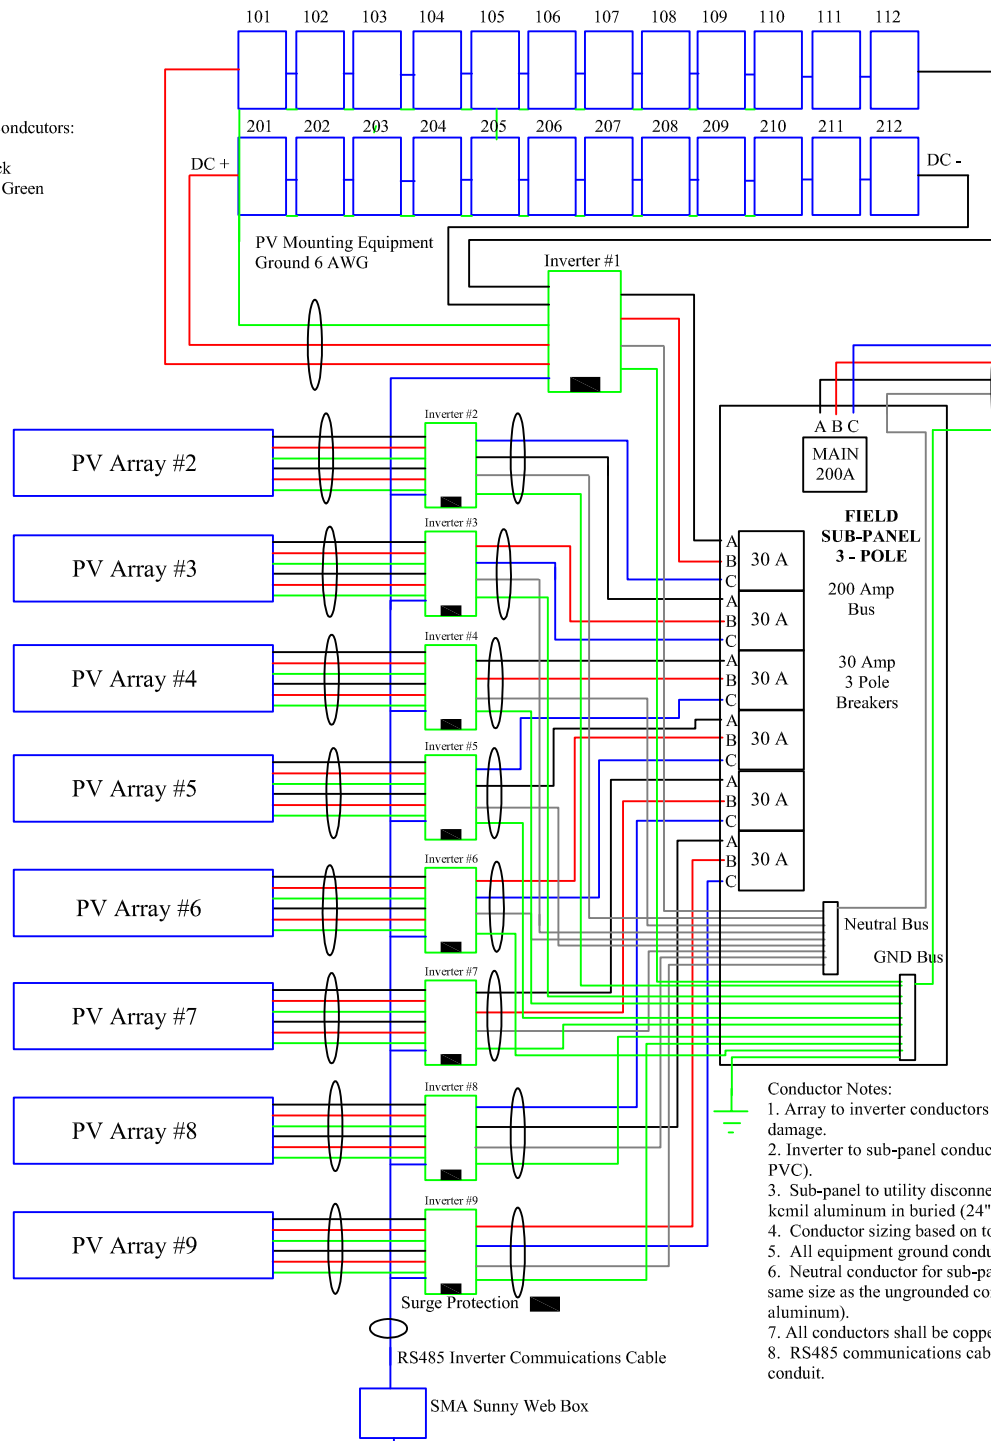 101 102 103 104 105 106 107 108 109 110 111 112
ondcutors:
201 202 203 204 205 206 207 208 209 210 211 212
ck
Green
DC +
DC -
PV Mounting Equipment
Ground 6 AWG
Inverter #1
A B C
MAIN
200A
FIELD
SUB-PANEL
3 - POLE
200 Amp
Bus
30 Amp
3 Pole
Breakers
PV Array #2
Inverter #2
PV Array #3
Inverter #3
PV Array #4
Inverter #4
PV Array #5
Inverter #5
PV Array #6
Inverter #6
PV Array #7
Inverter #7
PV Array #8
Inverter #8
PV Array #9
Inverter #9
A
B 30 A
C
A
B 30 A
C
A
B 30 A
C
A
B 30 A
C
A
B 30 A
C
A
B 30 A
C
Neutral Bus
GND Bus
Surge Protection
RS485 Inverter Commuications Cable
SMA Sunny Web Box
Conductor Notes:
1. Array to inverter conductors
damage.
2. Inverter to sub-panel conduc
PVC).
3. Sub-panel to utility disconne
kcmil aluminum in buried (24"
4. Conductor sizing based on to
5. All equipment ground condu
6. Neutral conductor for sub-pa
same size as the ungrounded co
aluminum).
7. All conductors shall be coppe
8. RS485 communications cab
conduit.